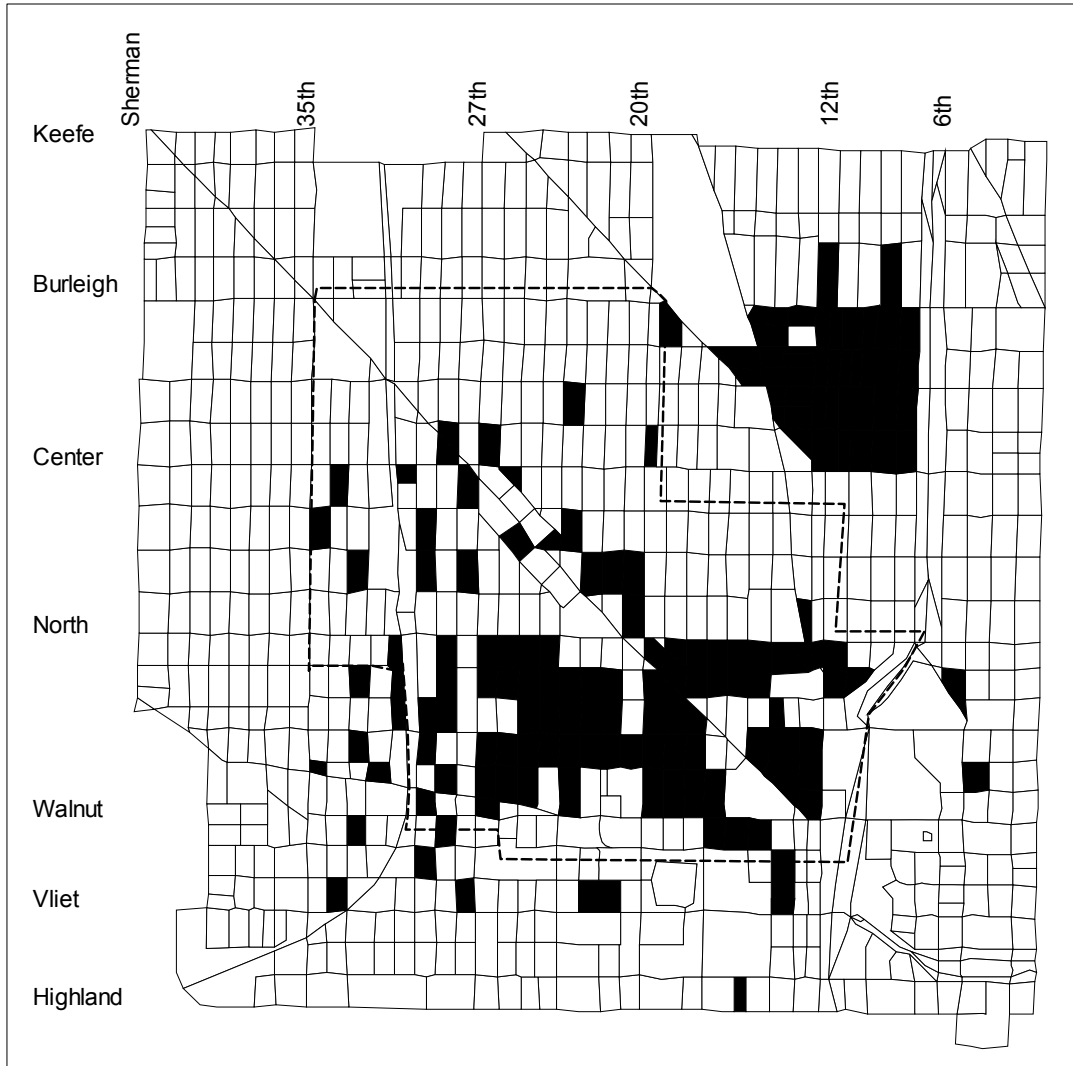 Sherman
35th
27th
20th
12th
6th
Keefe
Burleigh
Center
North
Walnut
Vliet
Highland